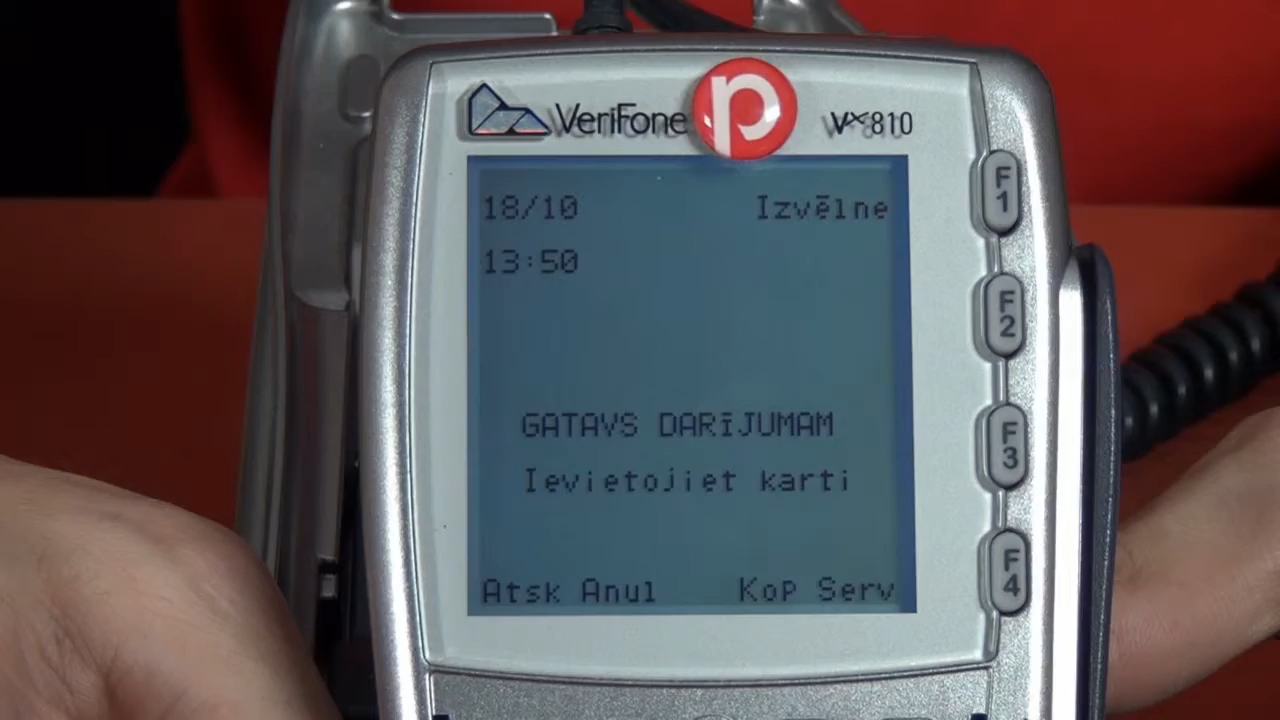 VeriFone p Vx810
18/10 Izvēlne
13:50
GATAVS DARĪJUMAM
Ievietojiet karti
Atsk Anul Kop Serv
F1
F2
F3
F4